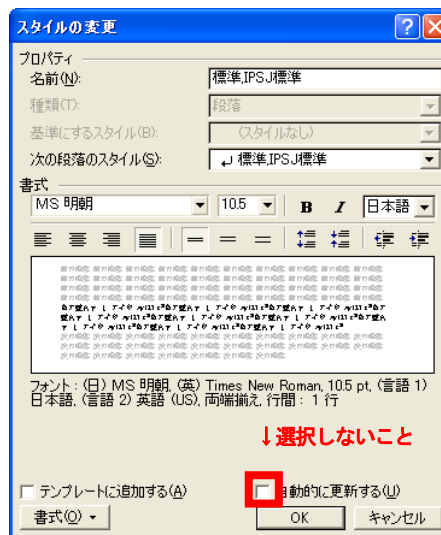 スタイルの変更
プロパティ
名前(N): 標準,IPSJ標準
種類(T): 段落
基準にするスタイル(B): (スタイルなし)
次の段落のスタイル(S): ↵ 標準,IPSJ標準
書式
MS 明朝 10.5 B I 日本語
フォント : (日) MS 明朝, (英) Times New Roman, 10.5 pt, (言語 1)
日本語, (言語 2) 英語 (US), 両端揃え, 行間 : 1 行
↓選択しないこと
テンプレートに追加する(A) 自動的に更新する(U)
書式(O) OK キャンセル